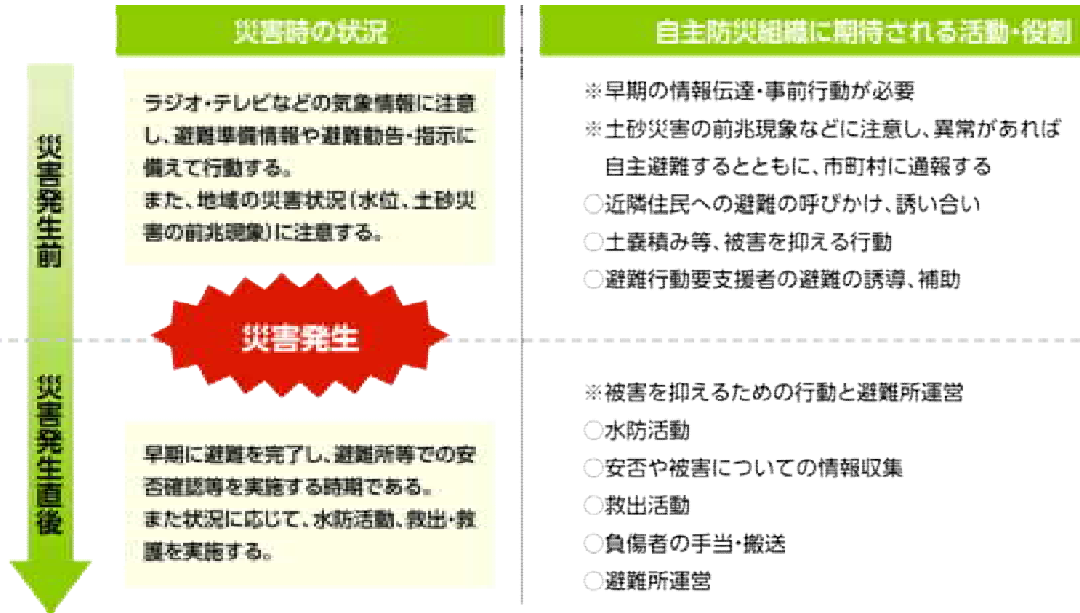 災害時の状況
自主防災組織に期待される活動・役割
災害発生前
ラジオ・テレビなどの気象情報に注意
し、避難準備情報や避難勧告・指示に
備えて行動する。
また、地域の災害状況(水位、土砂災
害の前兆現象)に注意する。
※早期の情報伝達・事前行動が必要
※土砂災害の前兆現象などに注意し、異常があれば
自主避難するとともに、市町村に通報する
○近隣住民への避難の呼びかけ、誘い合い
○土嚢積み等、被害を抑える行動
○避難行動要支援者の避難の誘導、補助
災害発生
災害発生直後
早期に避難を完了し、避難所等での安
否確認等を実施する時期である。
また状況に応じて、水防活動、救出・救
護を実施する。
※被害を抑えるための行動と避難所運営
○水防活動
○安否や被害についての情報収集
○救出活動
○負傷者の手当・搬送
○避難所運営